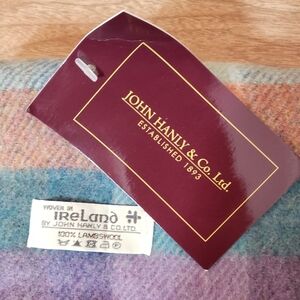 JOHN HANLY & Co. Ltd.
ESTABLISHED 1893
WOVEN IN
IReLand
BY JOHN HANLY & CO. LTD.
100% LAMBSWOOL